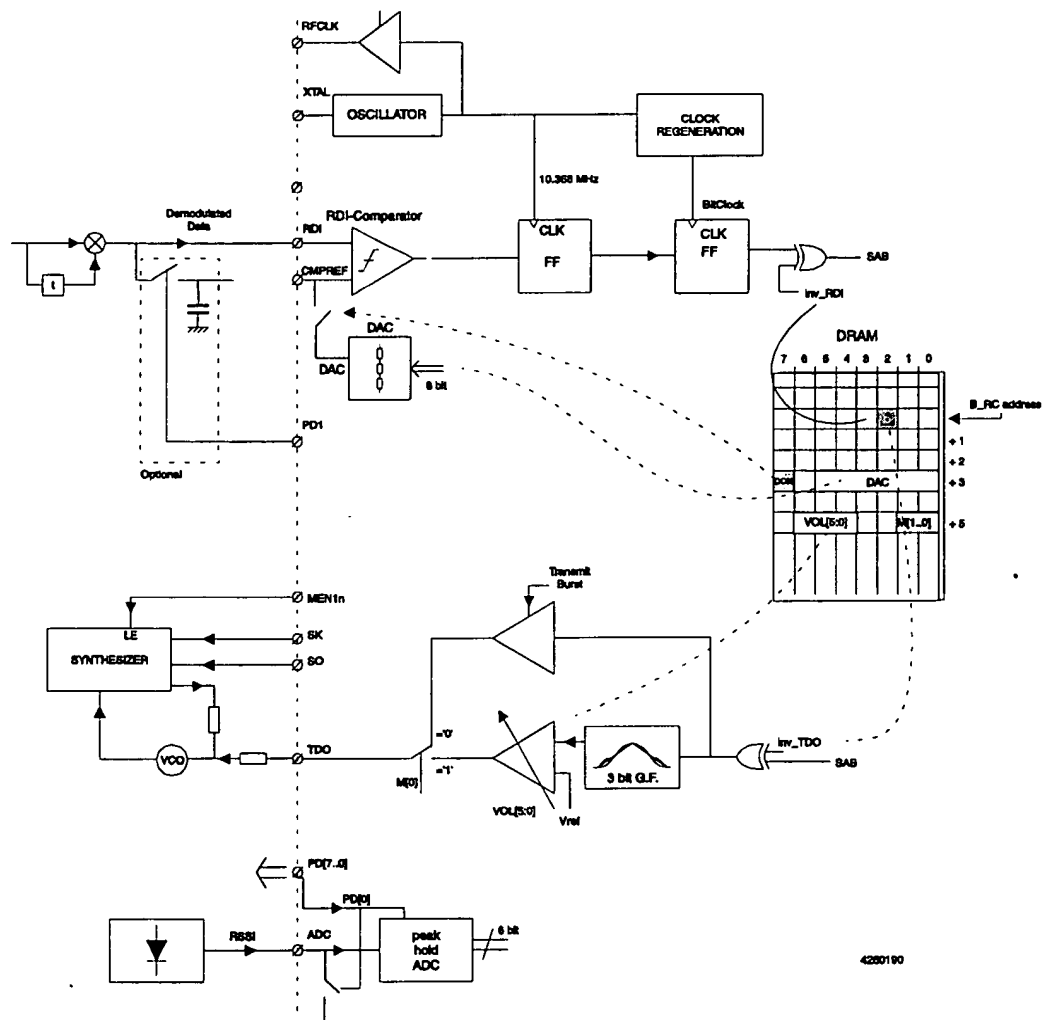 RFCLK
XTAL
OSCILLATOR
CLOCK
REGENERATION
10.368 MHz
BitClock
Demodulated
Data
RDI-Comparator
RDI
CMPREF
t
CLK
FF
CLK
FF
SAB
Inv_RDI
DAC
DAC
6 bit
DRAM
7 6 5 4 3 2 1 0
B_RC address
+ 1
+ 2
DAC
+ 3
VOL[5:0]
M[1..0]
+ 5
PD1
Optional
Transmit
Burst
MEN1n
LE
SK
SYNTHESIZER
SO
TDO
VCO
='0'
='1'
M[0]
VOL[5:0]
Vref
3 bit G.F.
Inv_TDO
SAB
PD[7..0]
PD[0]
RSSI
ADC
peak
hold
ADC
6 bit
4260190